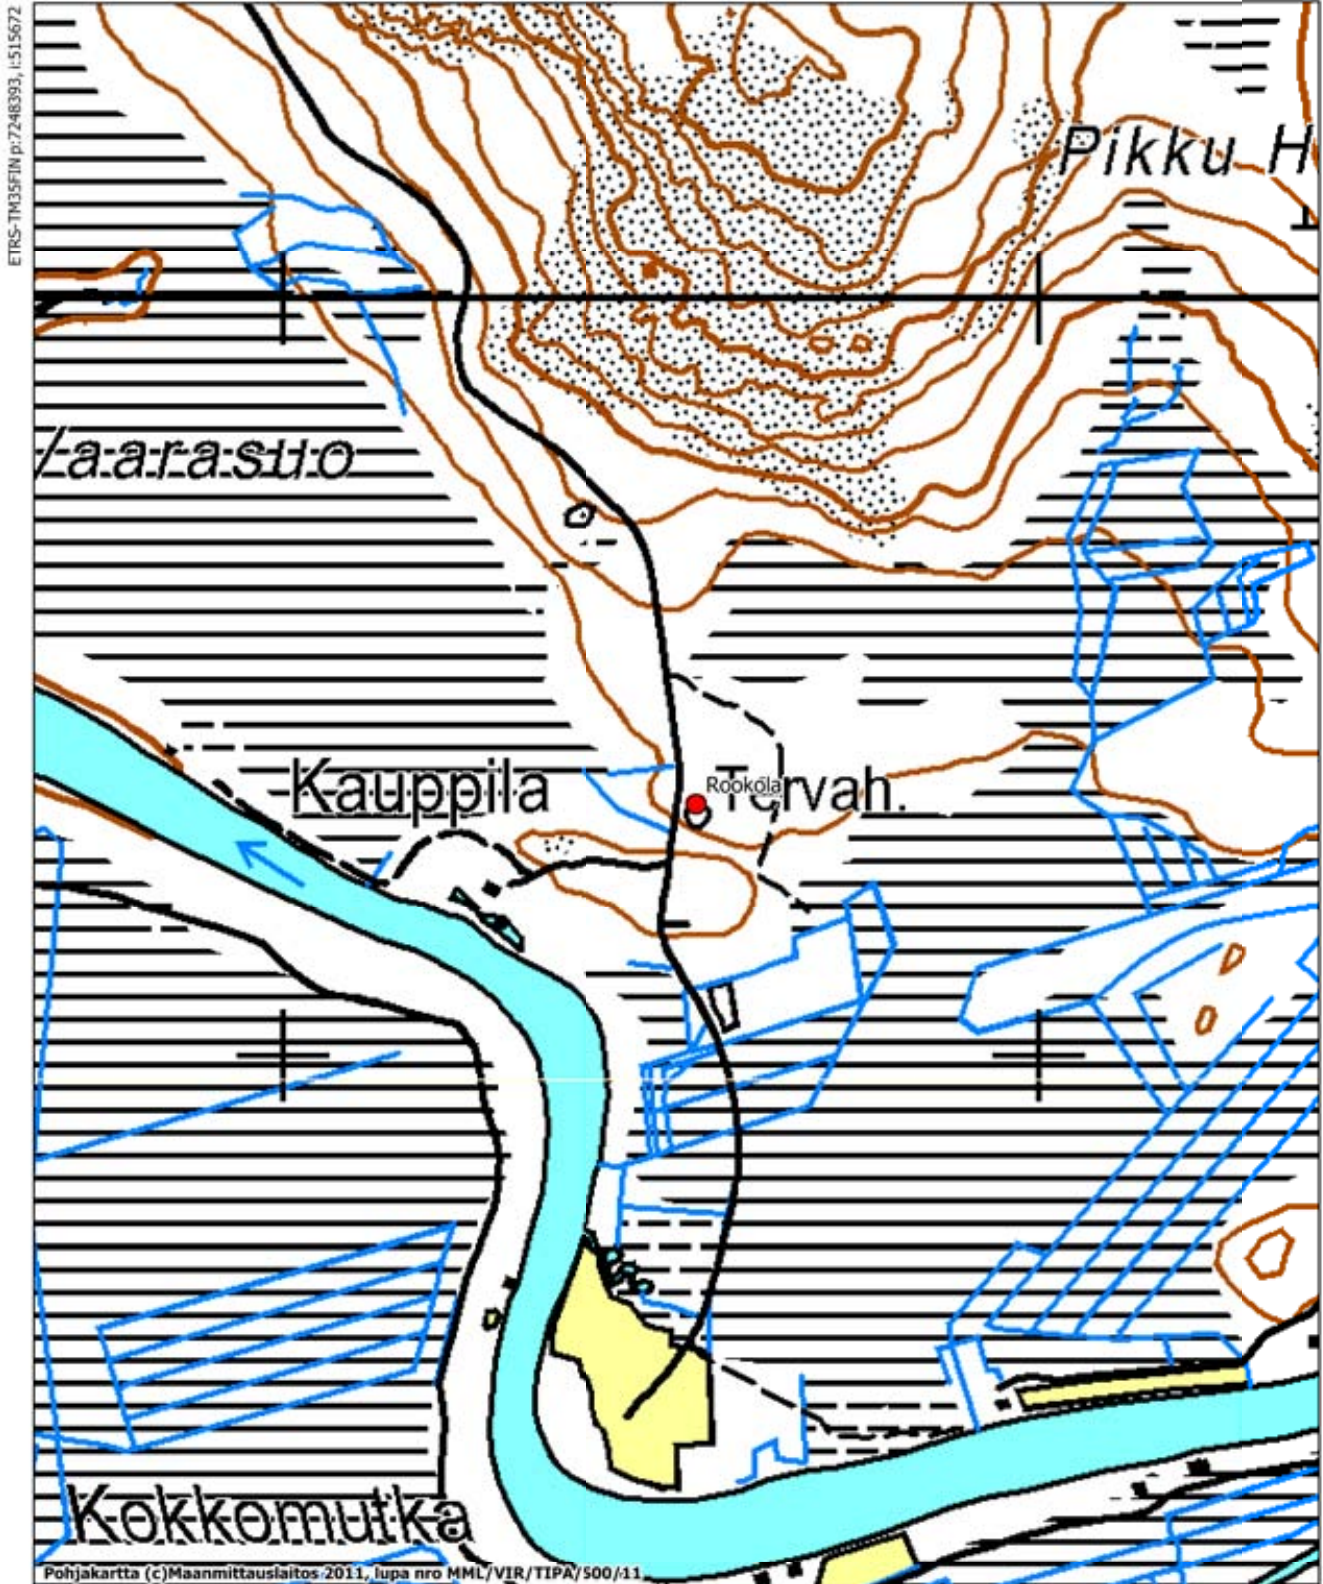 ETRS-TM35FIN p:7248393, i:515672
Pikku H
Vaarasuo
Rookola
Kauppila
Tervah.
Kokkomutka
Pohjakartta (c)Maanmittauslaitos 2011, lupa nro MML/VIR/TIPA/500/11